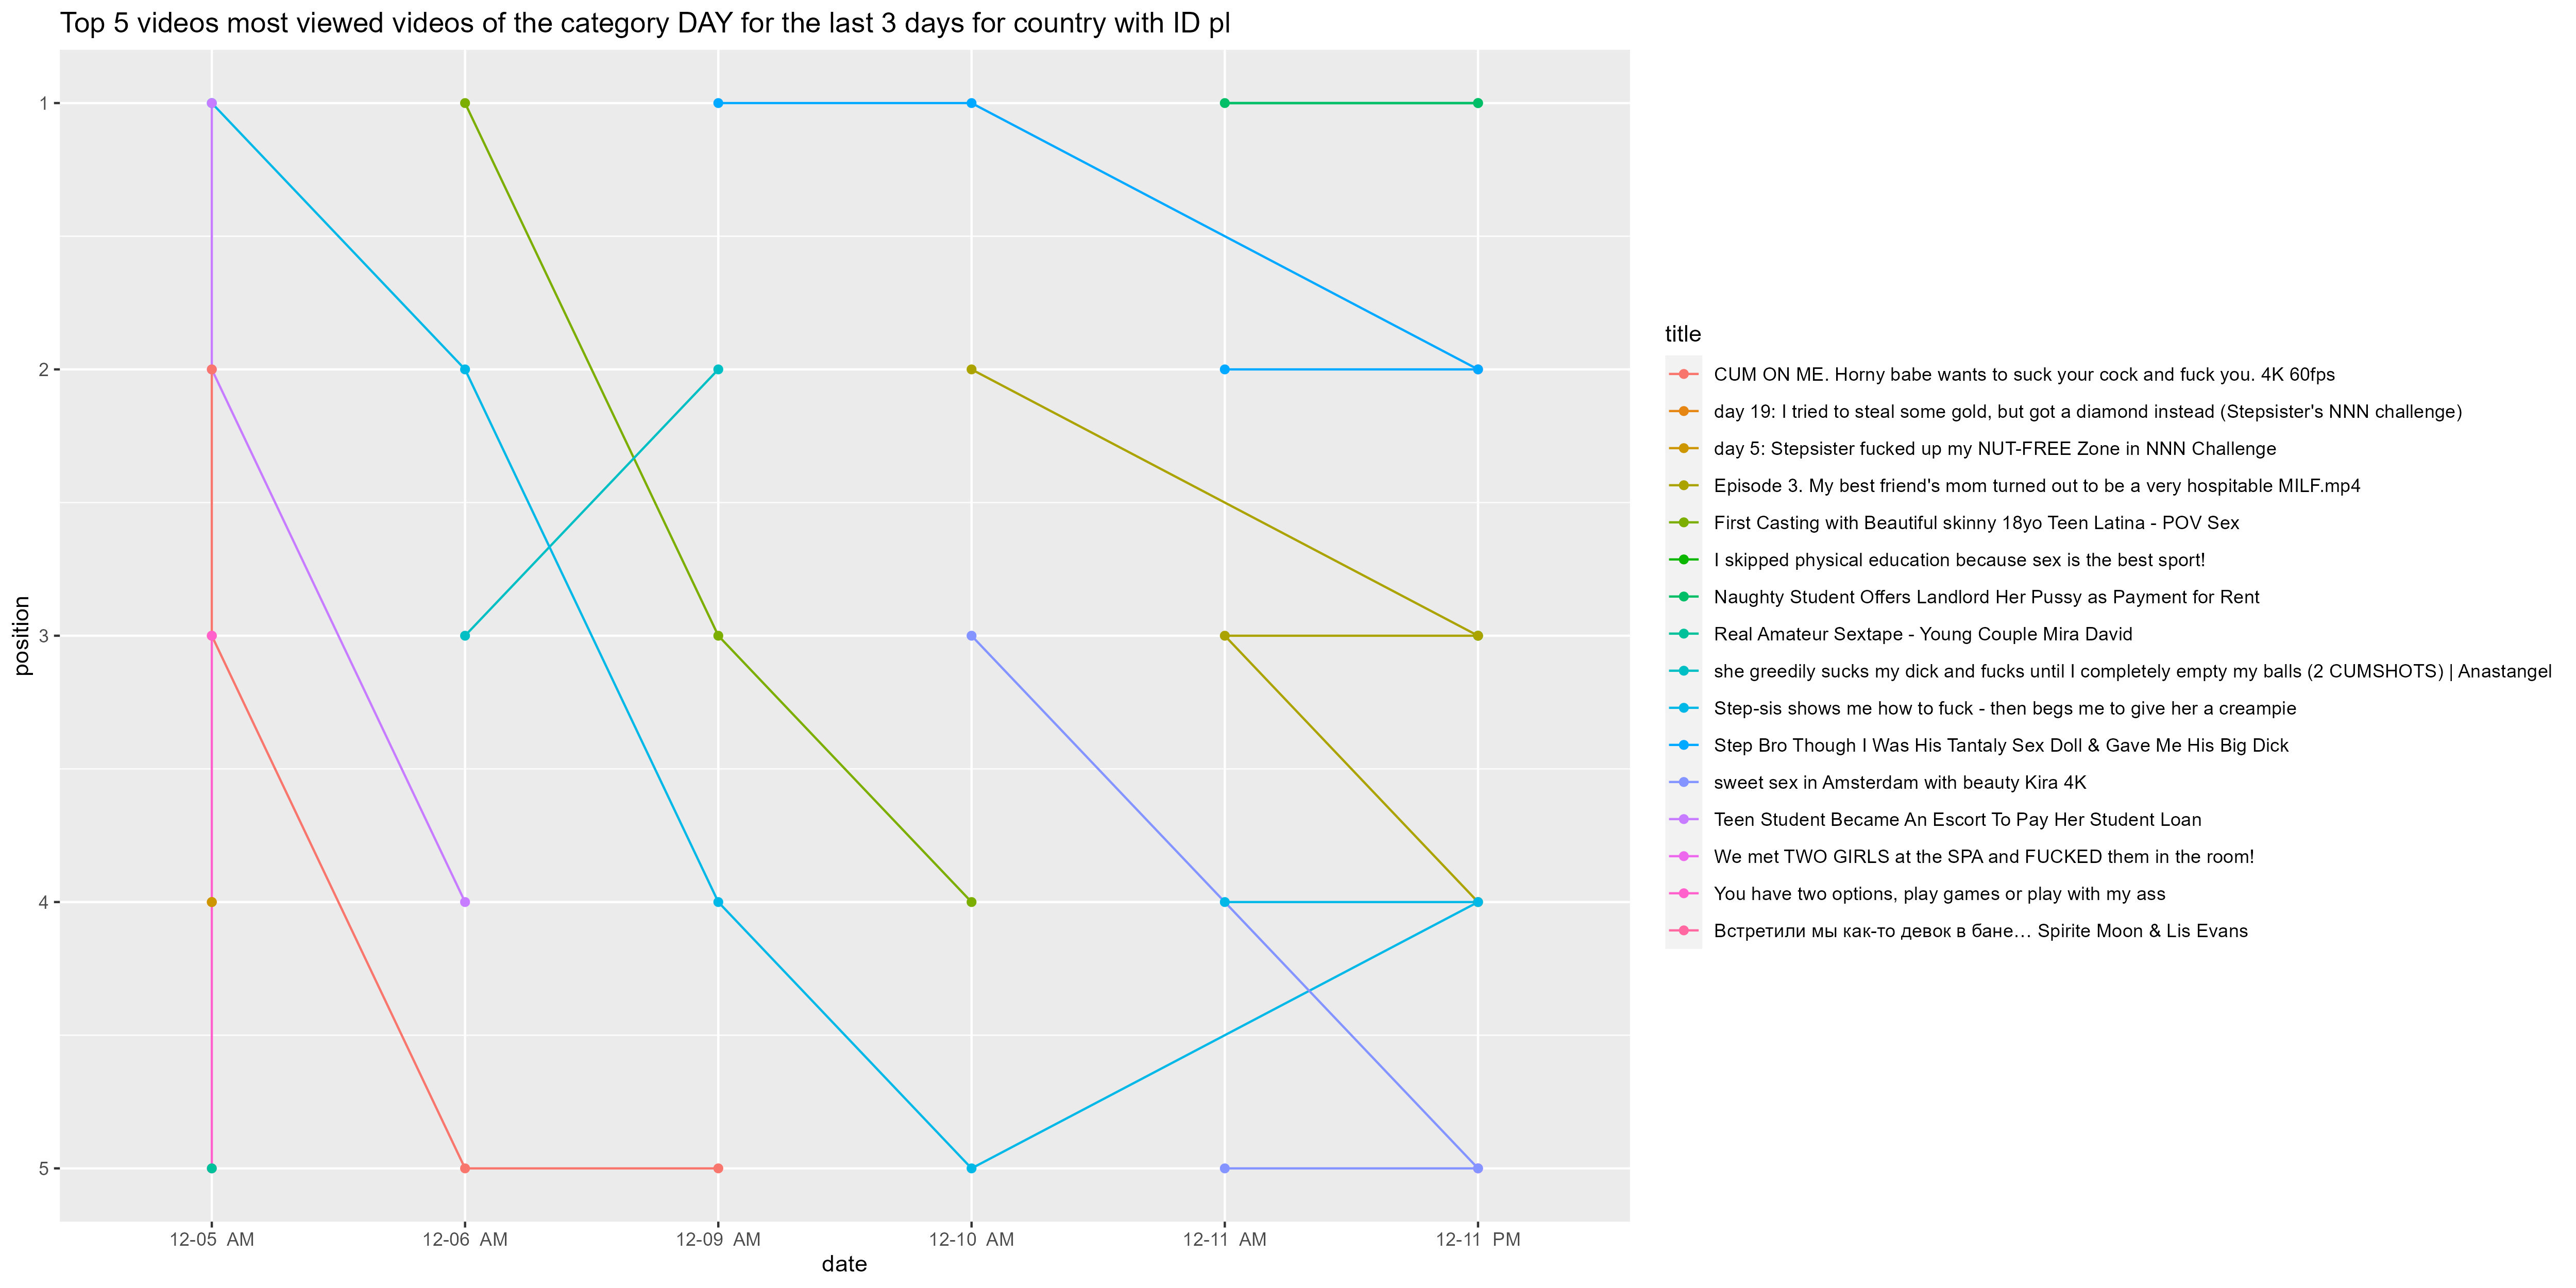 Top 5 videos most viewed videos of the category DAY for the last 3 days for country with ID pl
position
1
2
3
4
5
12-05 AM
12-06 AM
12-09 AM
12-10 AM
12-11 AM
12-11 PM
date
title
CUM ON ME. Horny babe wants to suck your cock and fuck you. 4K 60fps
day 19: I tried to steal some gold, but got a diamond instead (Stepsister's NNN challenge)
day 5: Stepsister fucked up my NUT-FREE Zone in NNN Challenge
Episode 3. My best friend's mom turned out to be a very hospitable MILF.mp4
First Casting with Beautiful skinny 18yo Teen Latina - POV Sex
I skipped physical education because sex is the best sport!
Naughty Student Offers Landlord Her Pussy as Payment for Rent
Real Amateur Sextape - Young Couple Mira David
she greedily sucks my dick and fucks until I completely empty my balls (2 CUMSHOTS) | Anastangel
Step-sis shows me how to fuck - then begs me to give her a creampie
Step Bro Though I Was His Tantaly Sex Doll & Gave Me His Big Dick
sweet sex in Amsterdam with beauty Kira 4K
Teen Student Became An Escort To Pay Her Student Loan
We met TWO GIRLS at the SPA and FUCKED them in the room!
You have two options, play games or play with my ass
Встретили мы как-то девок в бане… Spirite Moon & Lis Evans